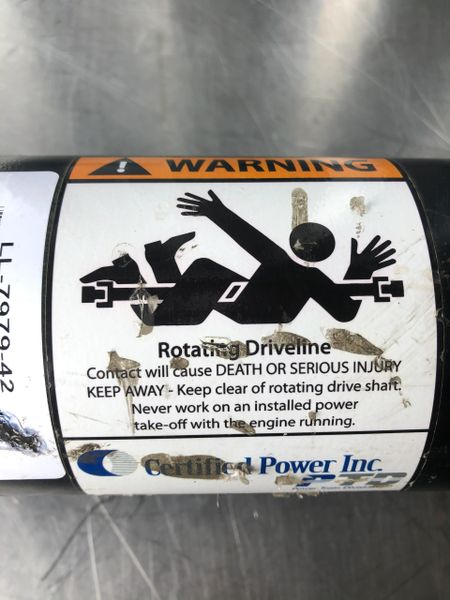 WARNING
Rotating Driveline
Contact will cause DEATH OR SERIOUS INJURY
KEEP AWAY - Keep clear of rotating drive shaft.
Never work on an installed power
take-off with the engine running.
Certified Power Inc.
PTD
LL-7979-42